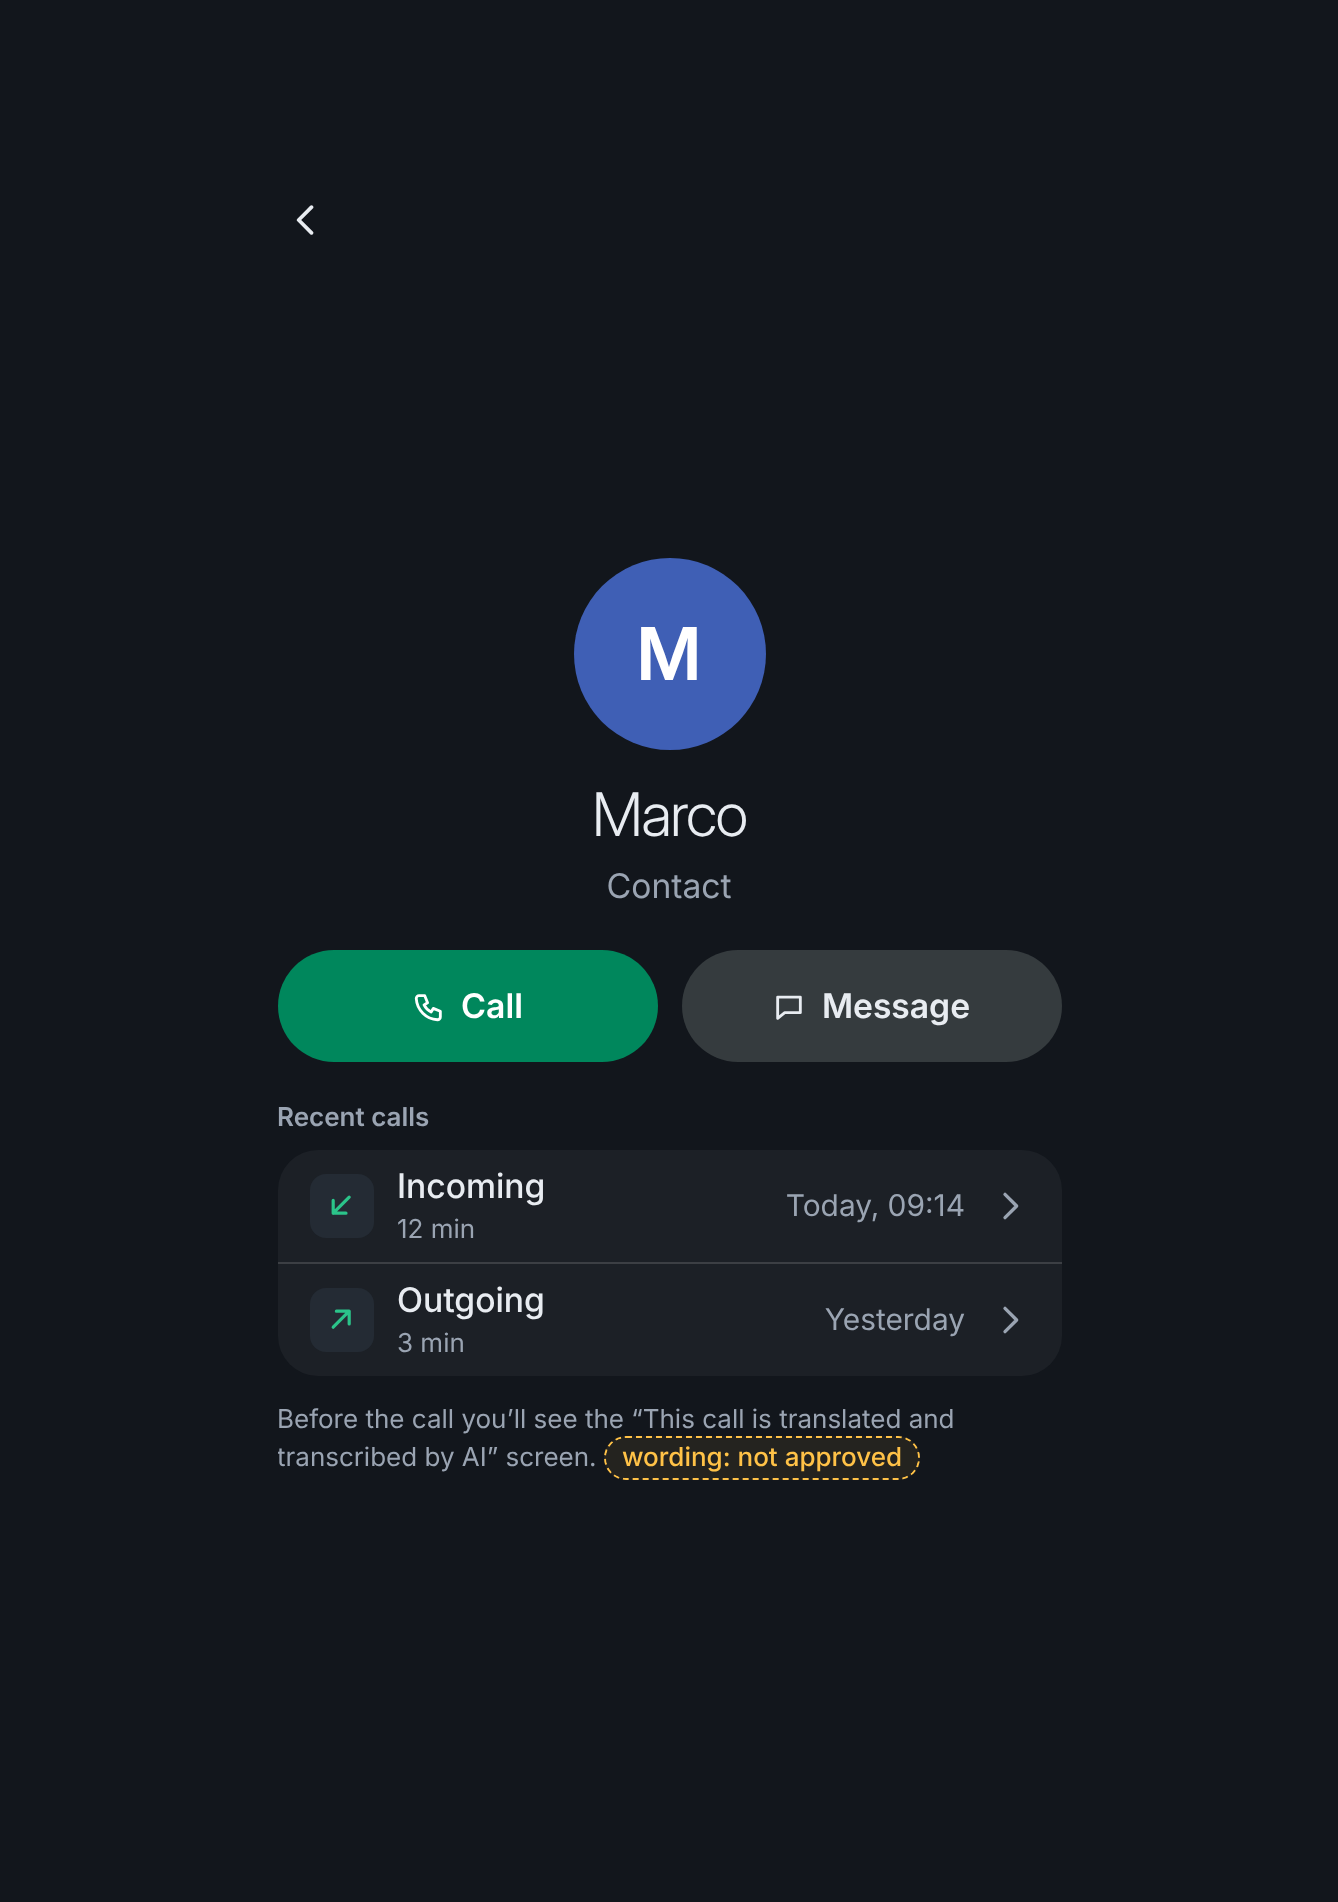 M
Marco
Contact
Call
Message
Recent calls
Incoming
12 min
Today, 09:14
Outgoing
3 min
Yesterday
Before the call you’ll see the “This call is translated and
transcribed by AI” screen. wording: not approved